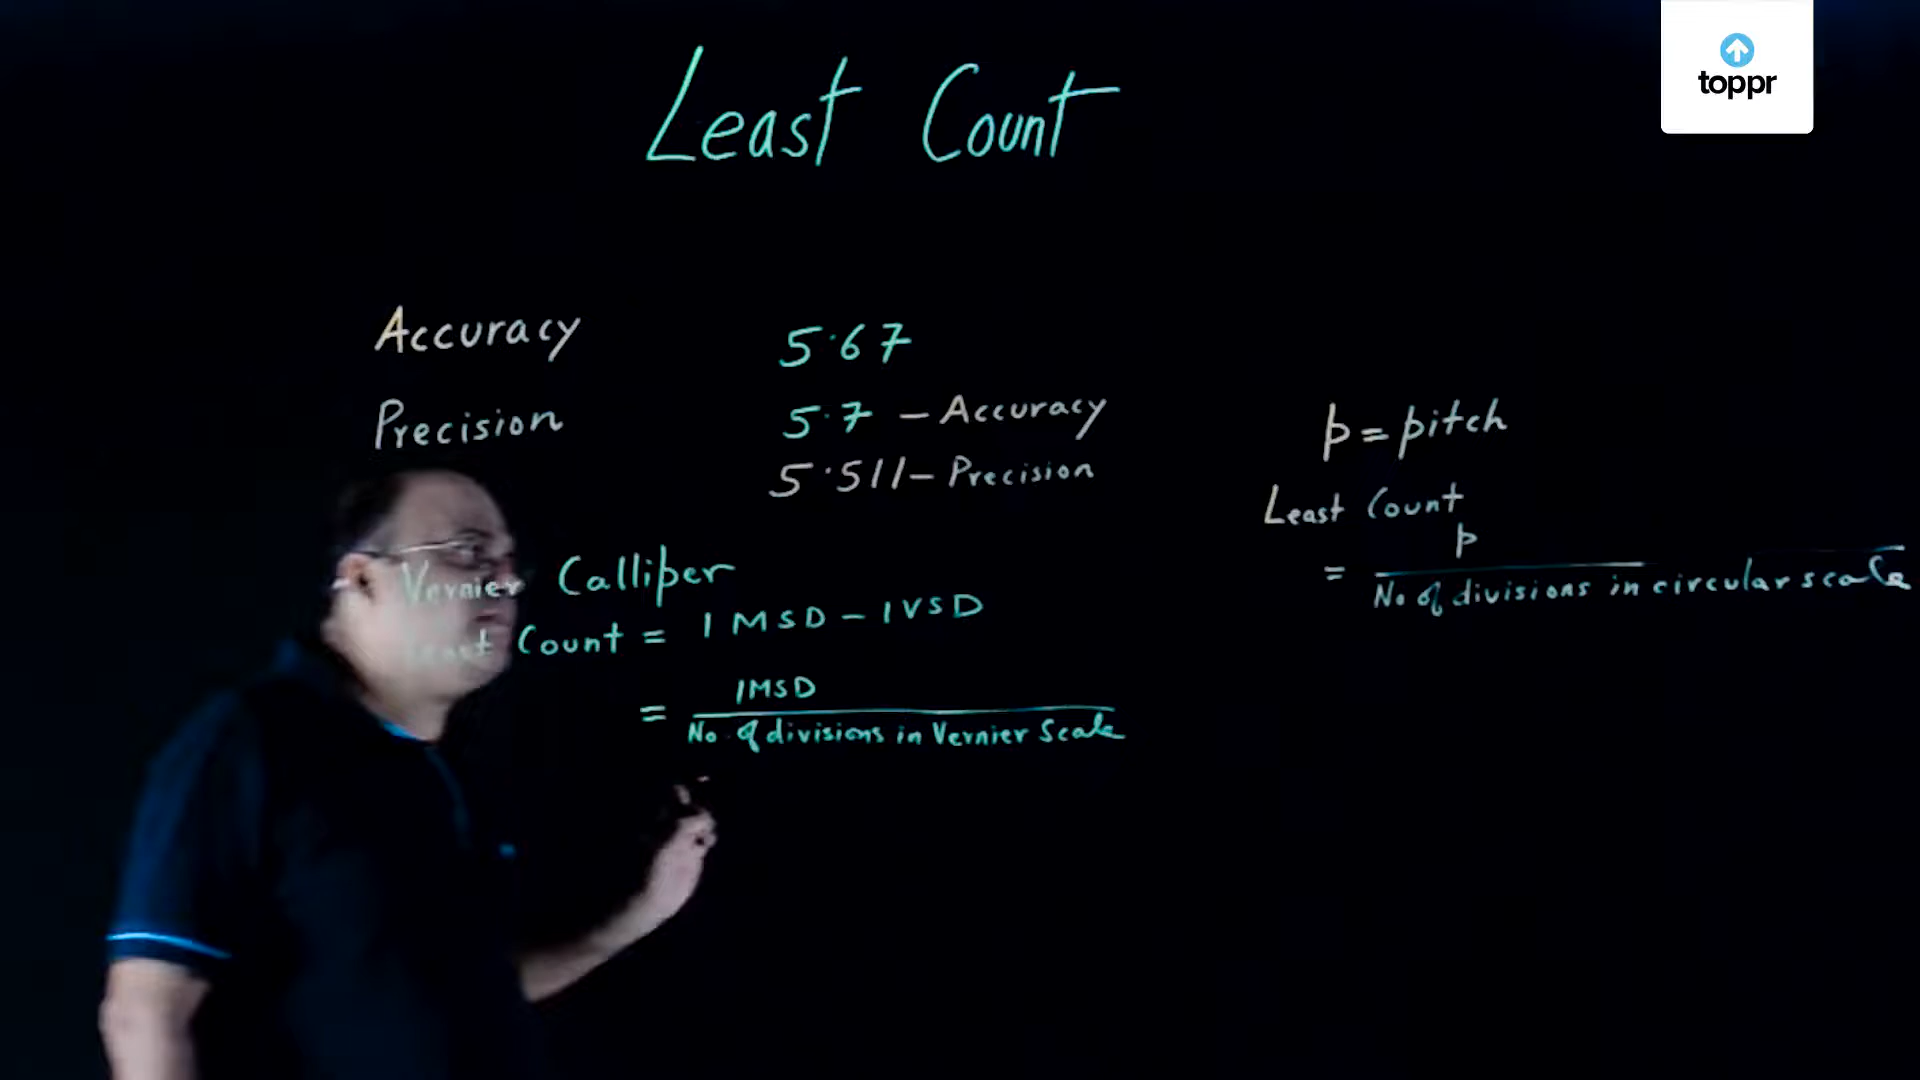 toppr
Least Count
Accuracy
Precision
5.67
5.7 – Accuracy
5.511 – Precision
Vernier Calliper
Least Count = 1 MSD – 1 VSD
= 1MSD
No. of divisions in Vernier Scale
p = pitch
Least Count
p
=
No of divisions in circular scale